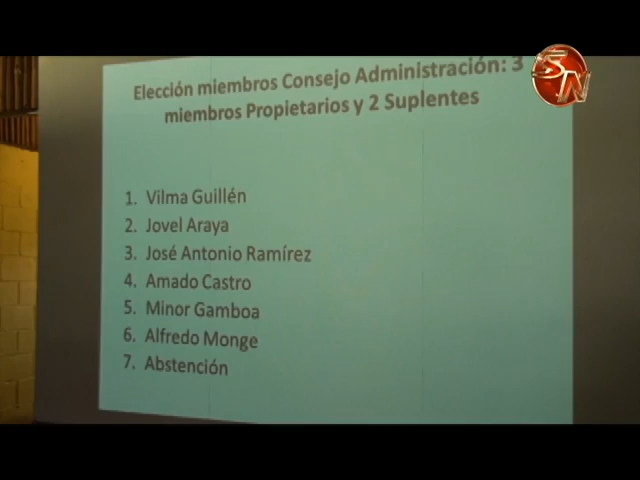 Elección miembros Consejo Administración: 3
miembros Propietarios y 2 Suplentes
1. Vilma Guillén
2. Jovel Araya
3. José Antonio Ramírez
4. Amado Castro
5. Minor Gamboa
6. Alfredo Monge
7. Abstención
SN